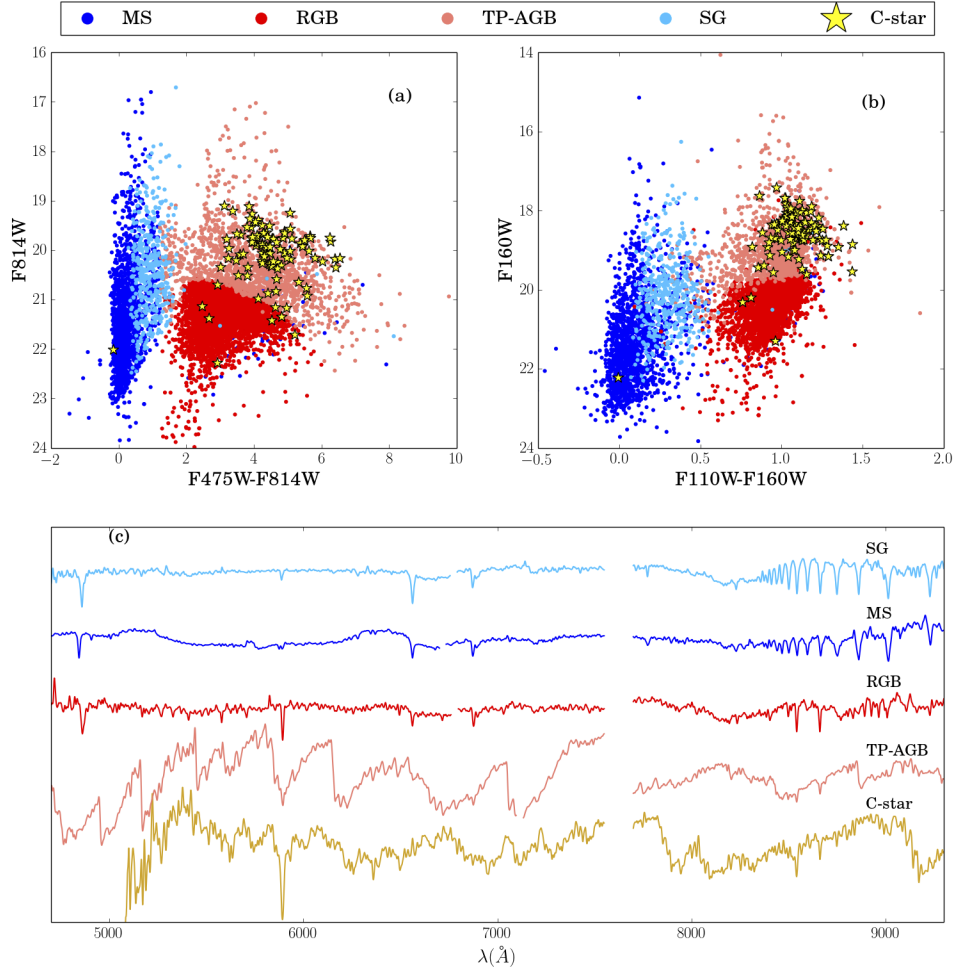 MS RGB TP-AGB SG C-star
(a)
16
17
18
19
20
21
22
23
24
F814W
−2 0 2 4 6 8 10
F475W-F814W
(b)
14
16
18
20
22
24
F160W
−0.5 0.0 0.5 1.0 1.5 2.0
F110W-F160W
(c)
SG
MS
RGB
TP-AGB
C-star
5000 6000 7000 8000 9000
λ(Å)